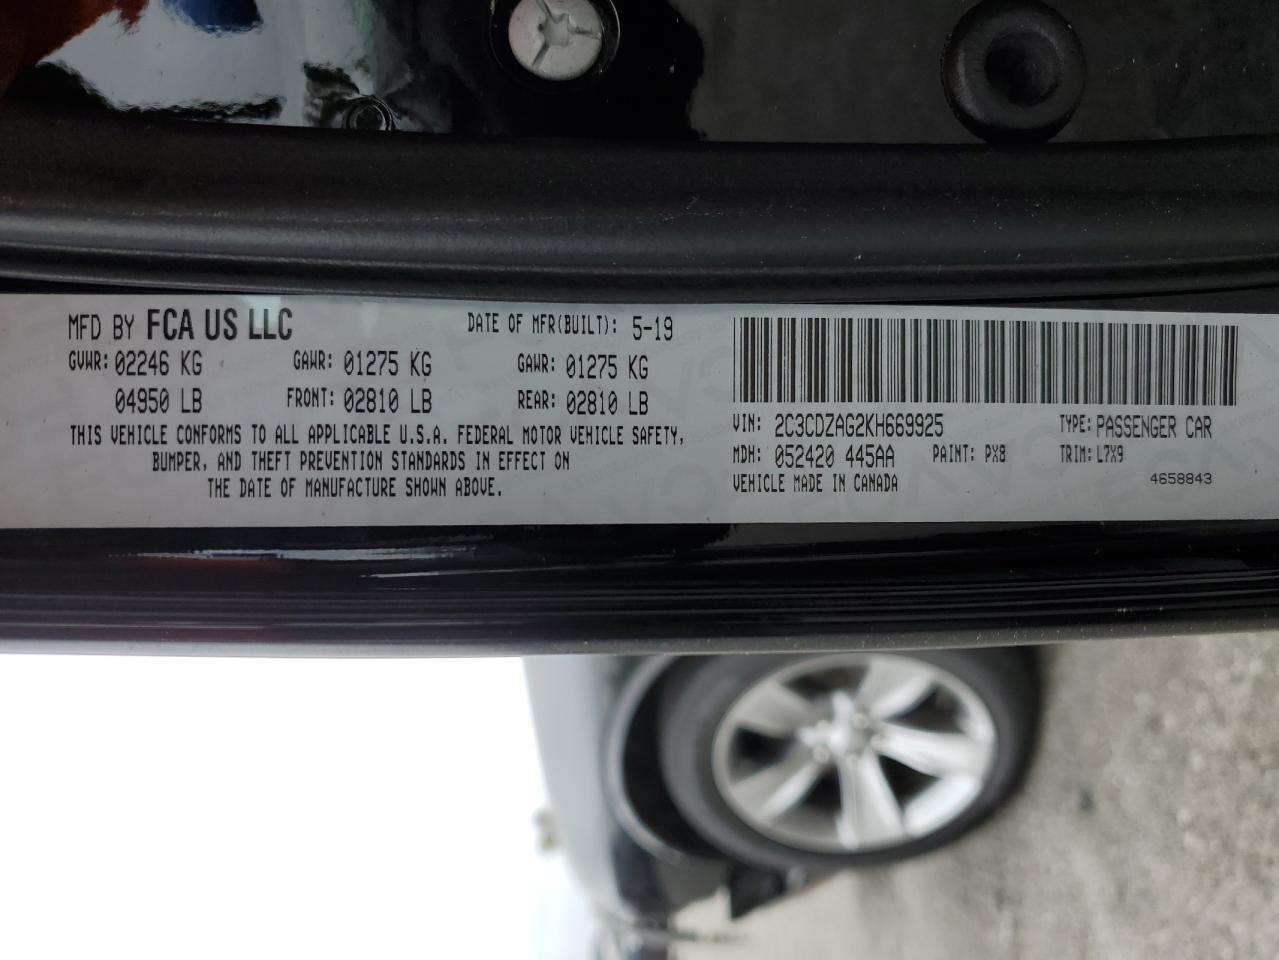 MFD BY FCA US LLC DATE OF MFR(BUILT): 5-19
GVWR: 02246 KG GAWR: 01275 KG GAWR: 01275 KG
04950 LB FRONT: 02810 LB REAR: 02810 LB
THIS VEHICLE CONFORMS TO ALL APPLICABLE U.S.A. FEDERAL MOTOR VEHICLE SAFETY,
BUMPER, AND THEFT PREVENTION STANDARDS IN EFFECT ON
THE DATE OF MANUFACTURE SHOWN ABOVE.
VIN: 2C3CDZAG2KH669925 TYPE: PASSENGER CAR
MDH: 052420 445AA PAINT: PX8 TRIM: L7X9
VEHICLE MADE IN CANADA 4658843